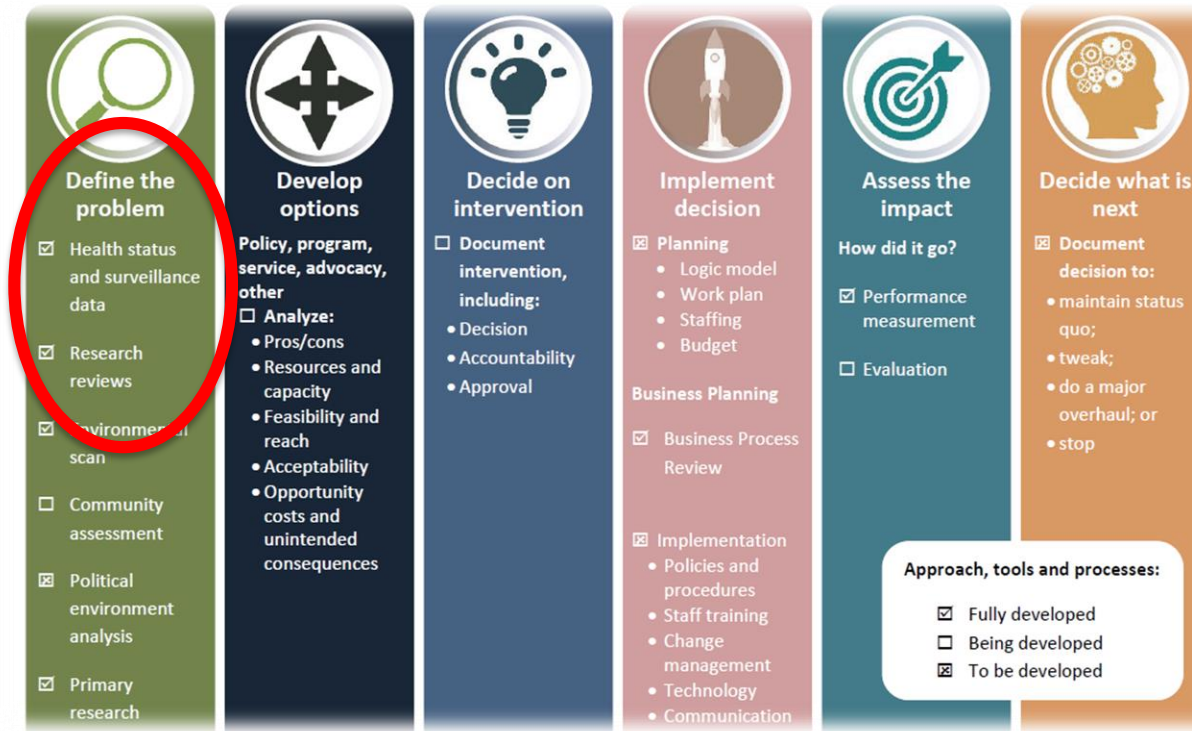 Define the
problem
☑ Health status
and surveillance
data
☑ Research
reviews
☑ Environmental
scan
☐ Community
assessment
☒ Political
environment
analysis
☑ Primary
research
Develop
options
Policy, program,
service, advocacy,
other
☐ Analyze:
• Pros/cons
• Resources and
capacity
• Feasibility and
reach
• Acceptability
• Opportunity
costs and
unintended
consequences
Decide on
intervention
☐ Document
intervention,
including:
• Decision
• Accountability
• Approval
Implement
decision
☒ Planning
• Logic model
• Work plan
• Staffing
• Budget
Business Planning
☑ Business Process
Review
☒ Implementation
• Policies and
procedures
• Staff training
• Change
management
• Technology
• Communication
Assess the
impact
How did it go?
☑ Performance
measurement
☐ Evaluation
Decide what is
next
☒ Document
decision to:
• maintain status
quo;
• tweak;
• do a major
overhaul; or
• stop
Approach, tools and processes:
☑ Fully developed
☐ Being developed
☒ To be developed